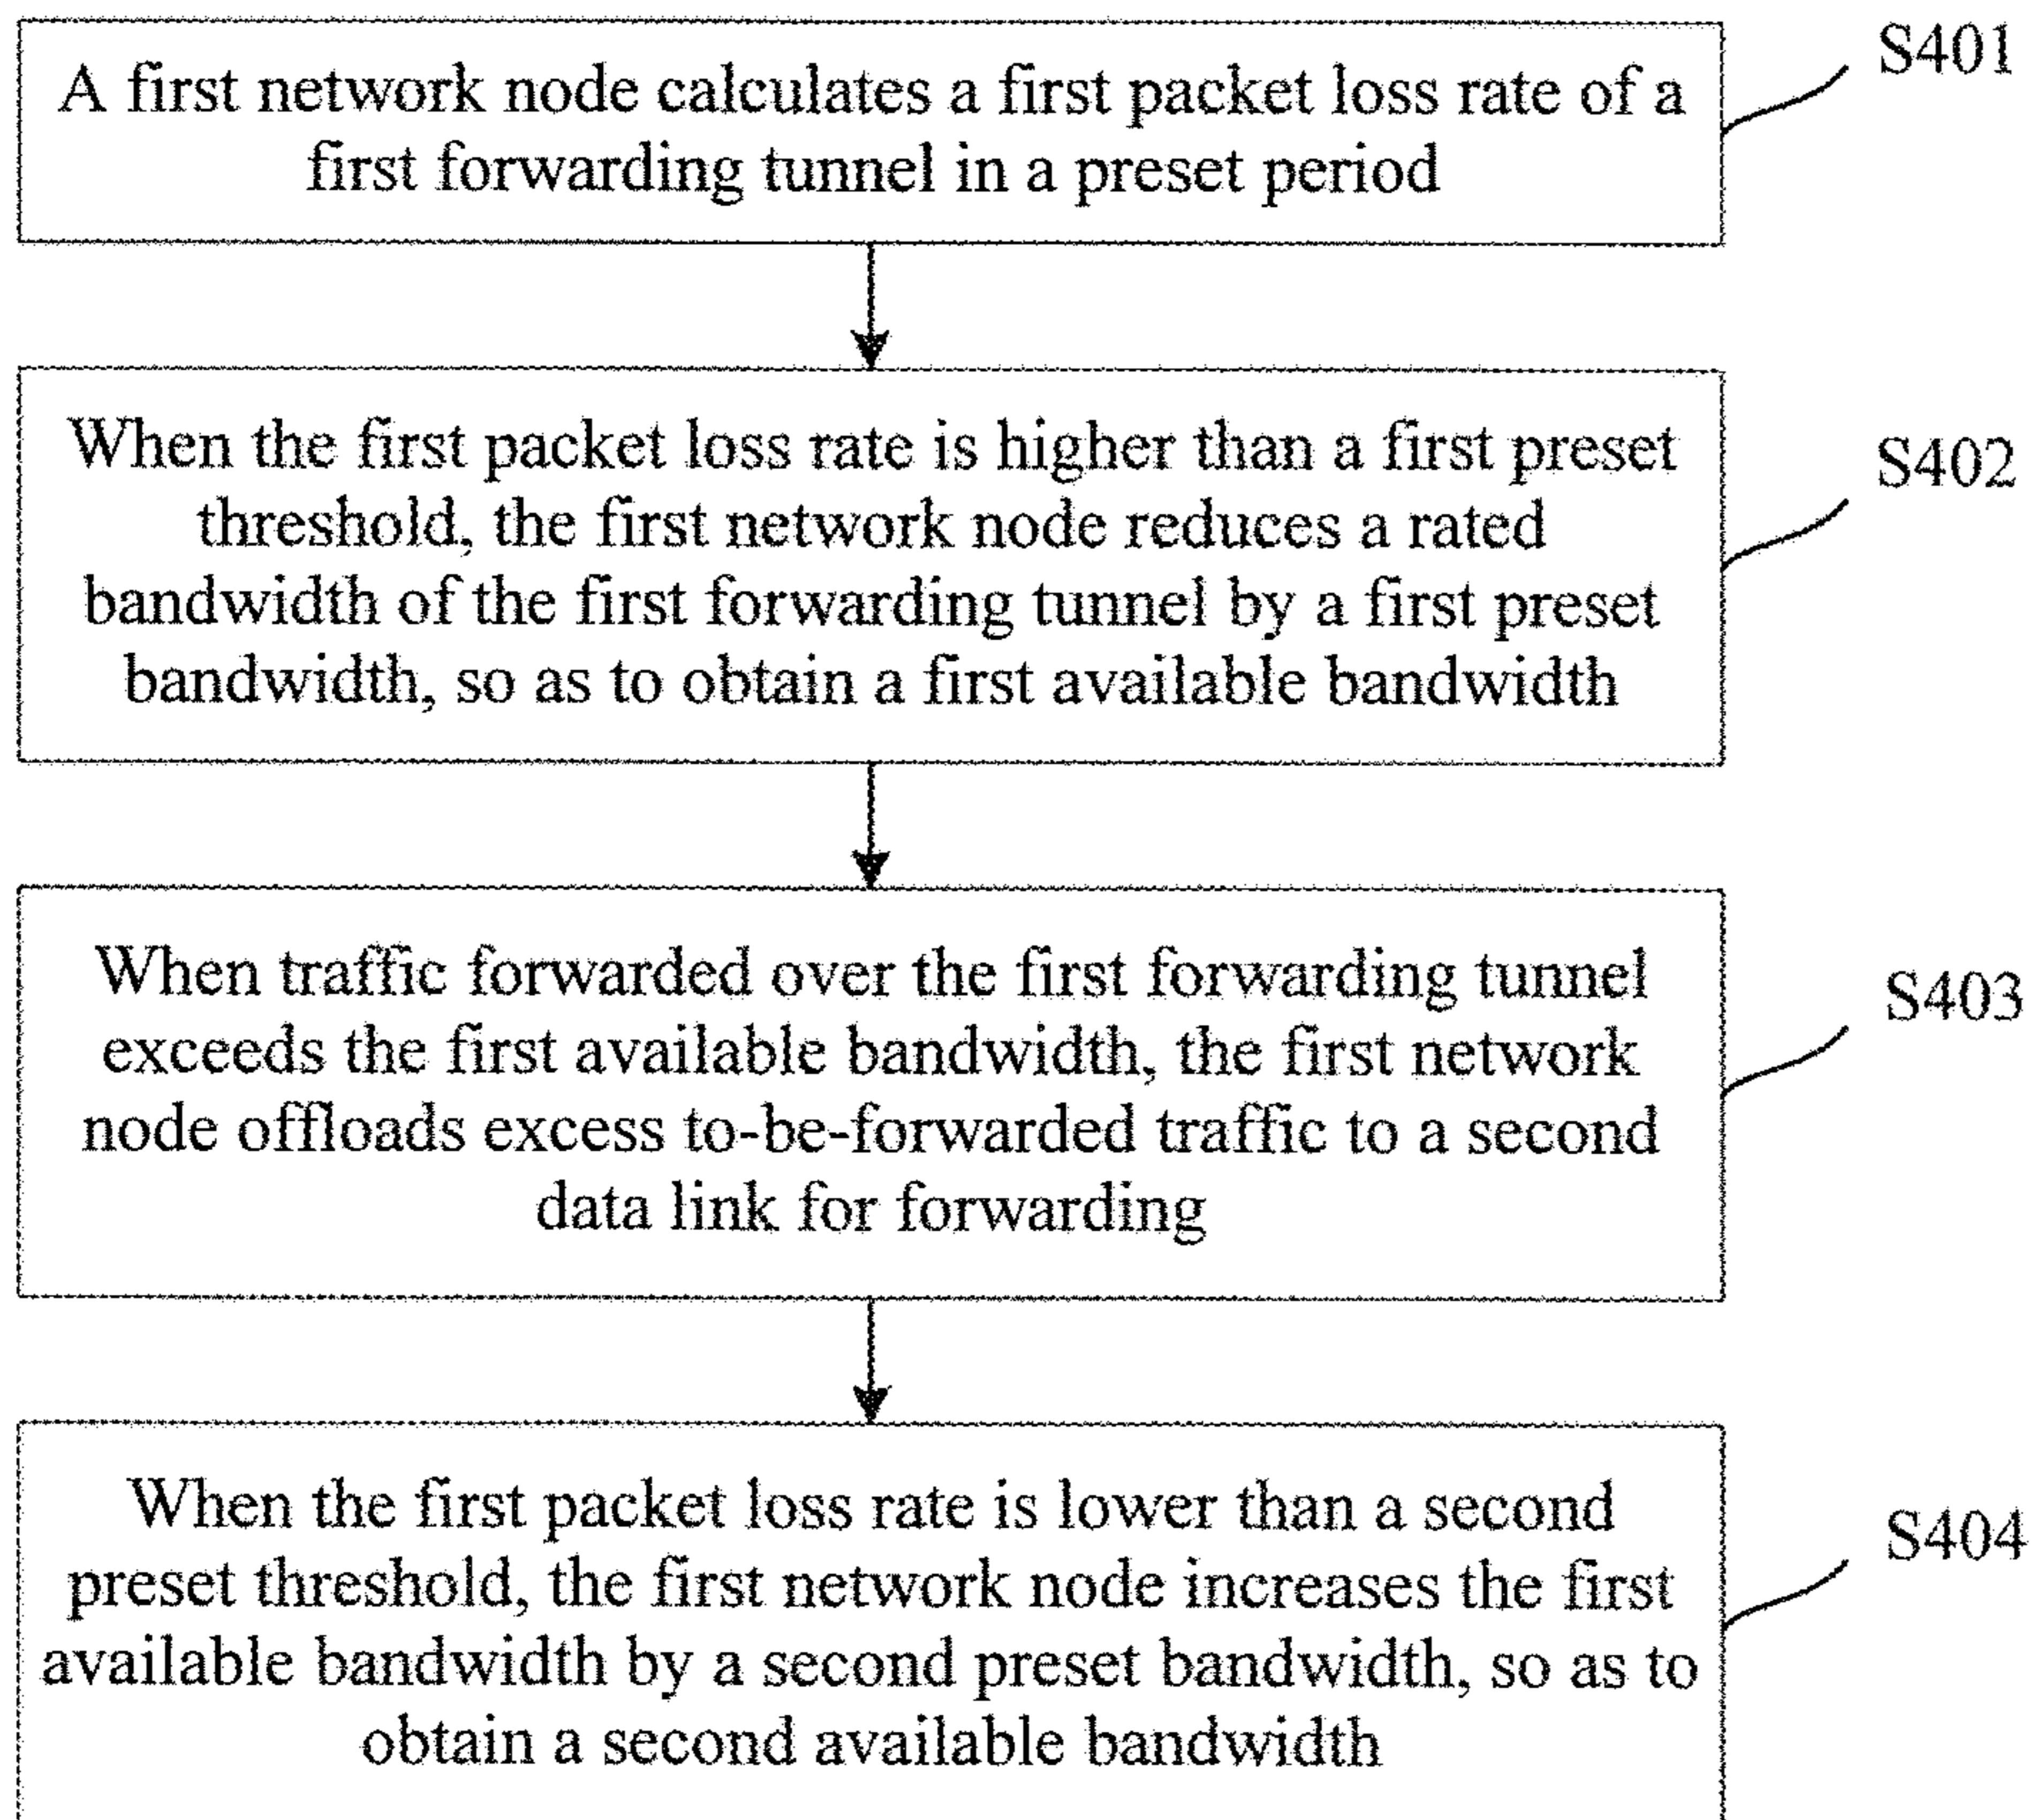 A first network node calculates a first packet loss rate of a
first forwarding tunnel in a preset period
S401
When the first packet loss rate is higher than a first preset
threshold, the first network node reduces a rated
bandwidth of the first forwarding tunnel by a first preset
bandwidth, so as to obtain a first available bandwidth
S402
When traffic forwarded over the first forwarding tunnel
exceeds the first available bandwidth, the first network
node offloads excess to-be-forwarded traffic to a second
data link for forwarding
S403
When the first packet loss rate is lower than a second
preset threshold, the first network node increases the first
available bandwidth by a second preset bandwidth, so as to
obtain a second available bandwidth
S404